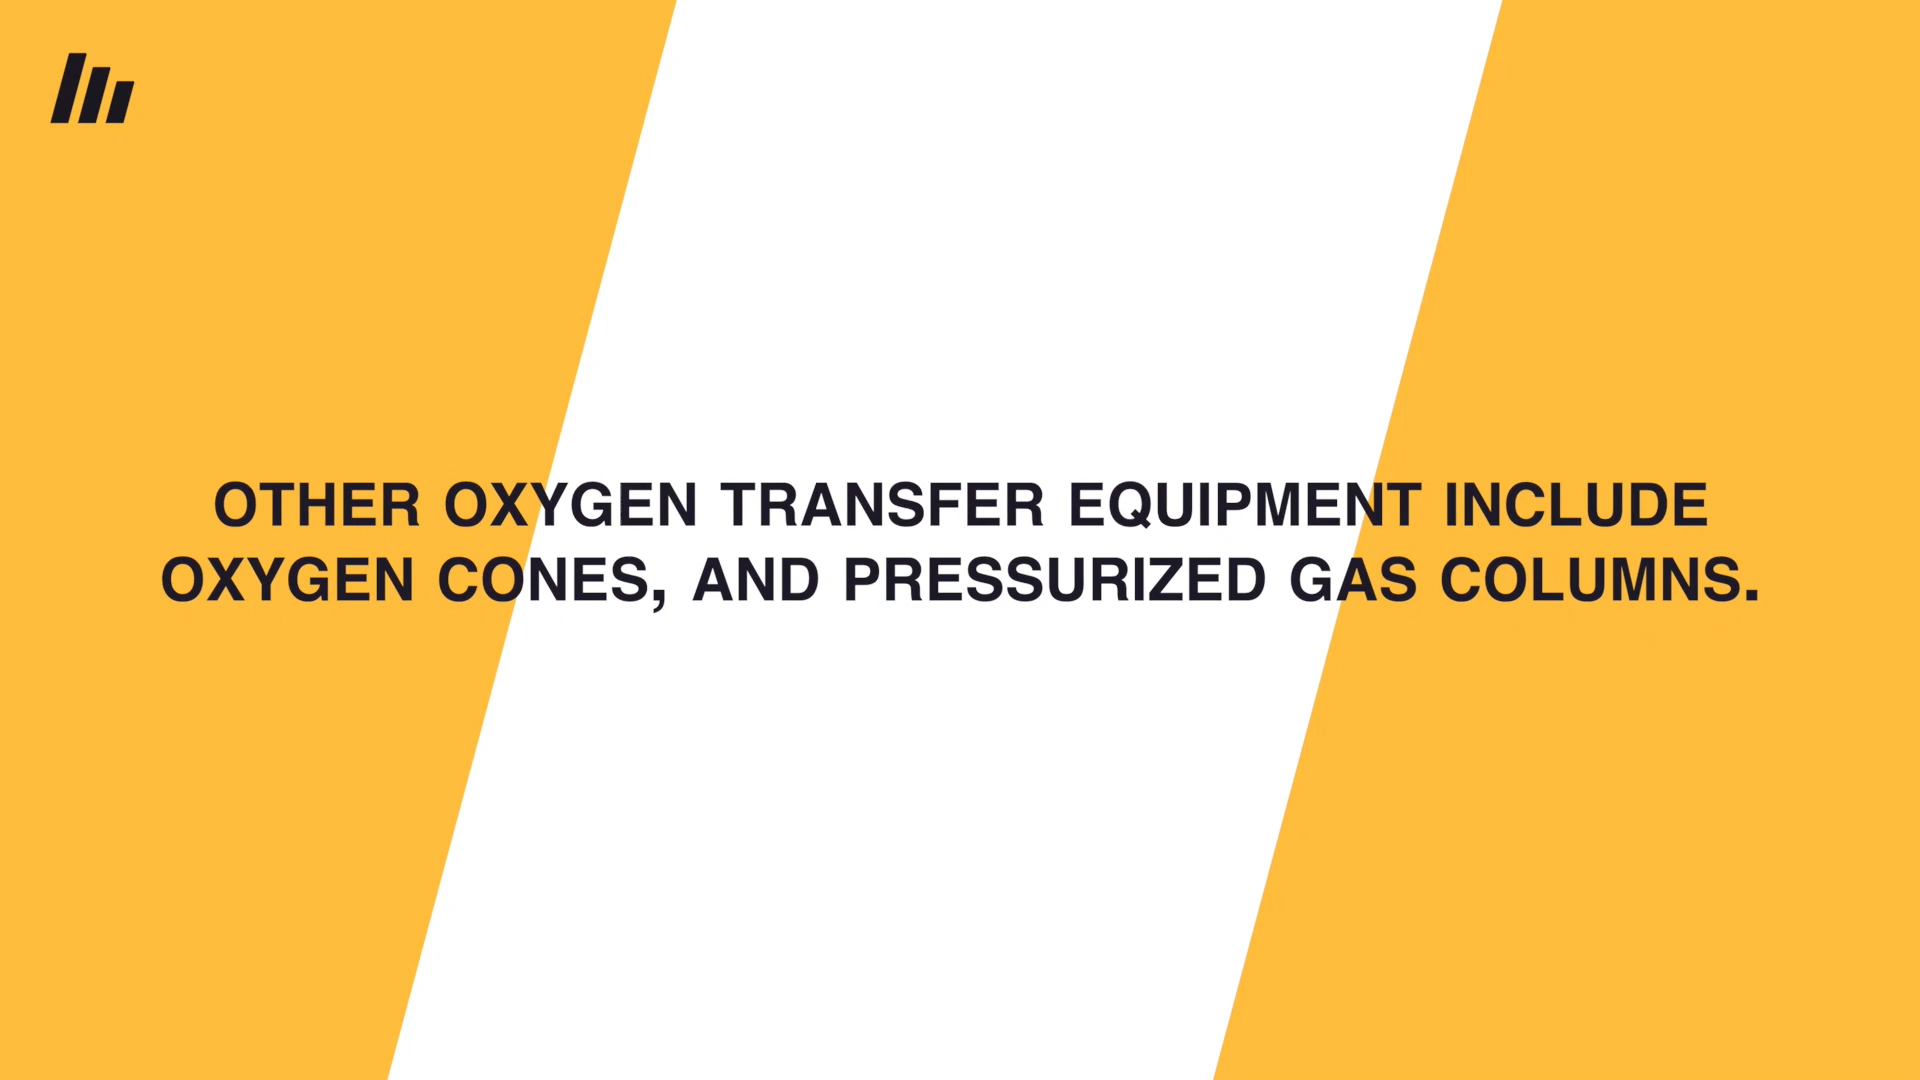 OTHER OXYGEN TRANSFER EQUIPMENT INCLUDE
OXYGEN CONES, AND PRESSURIZED GAS COLUMNS.